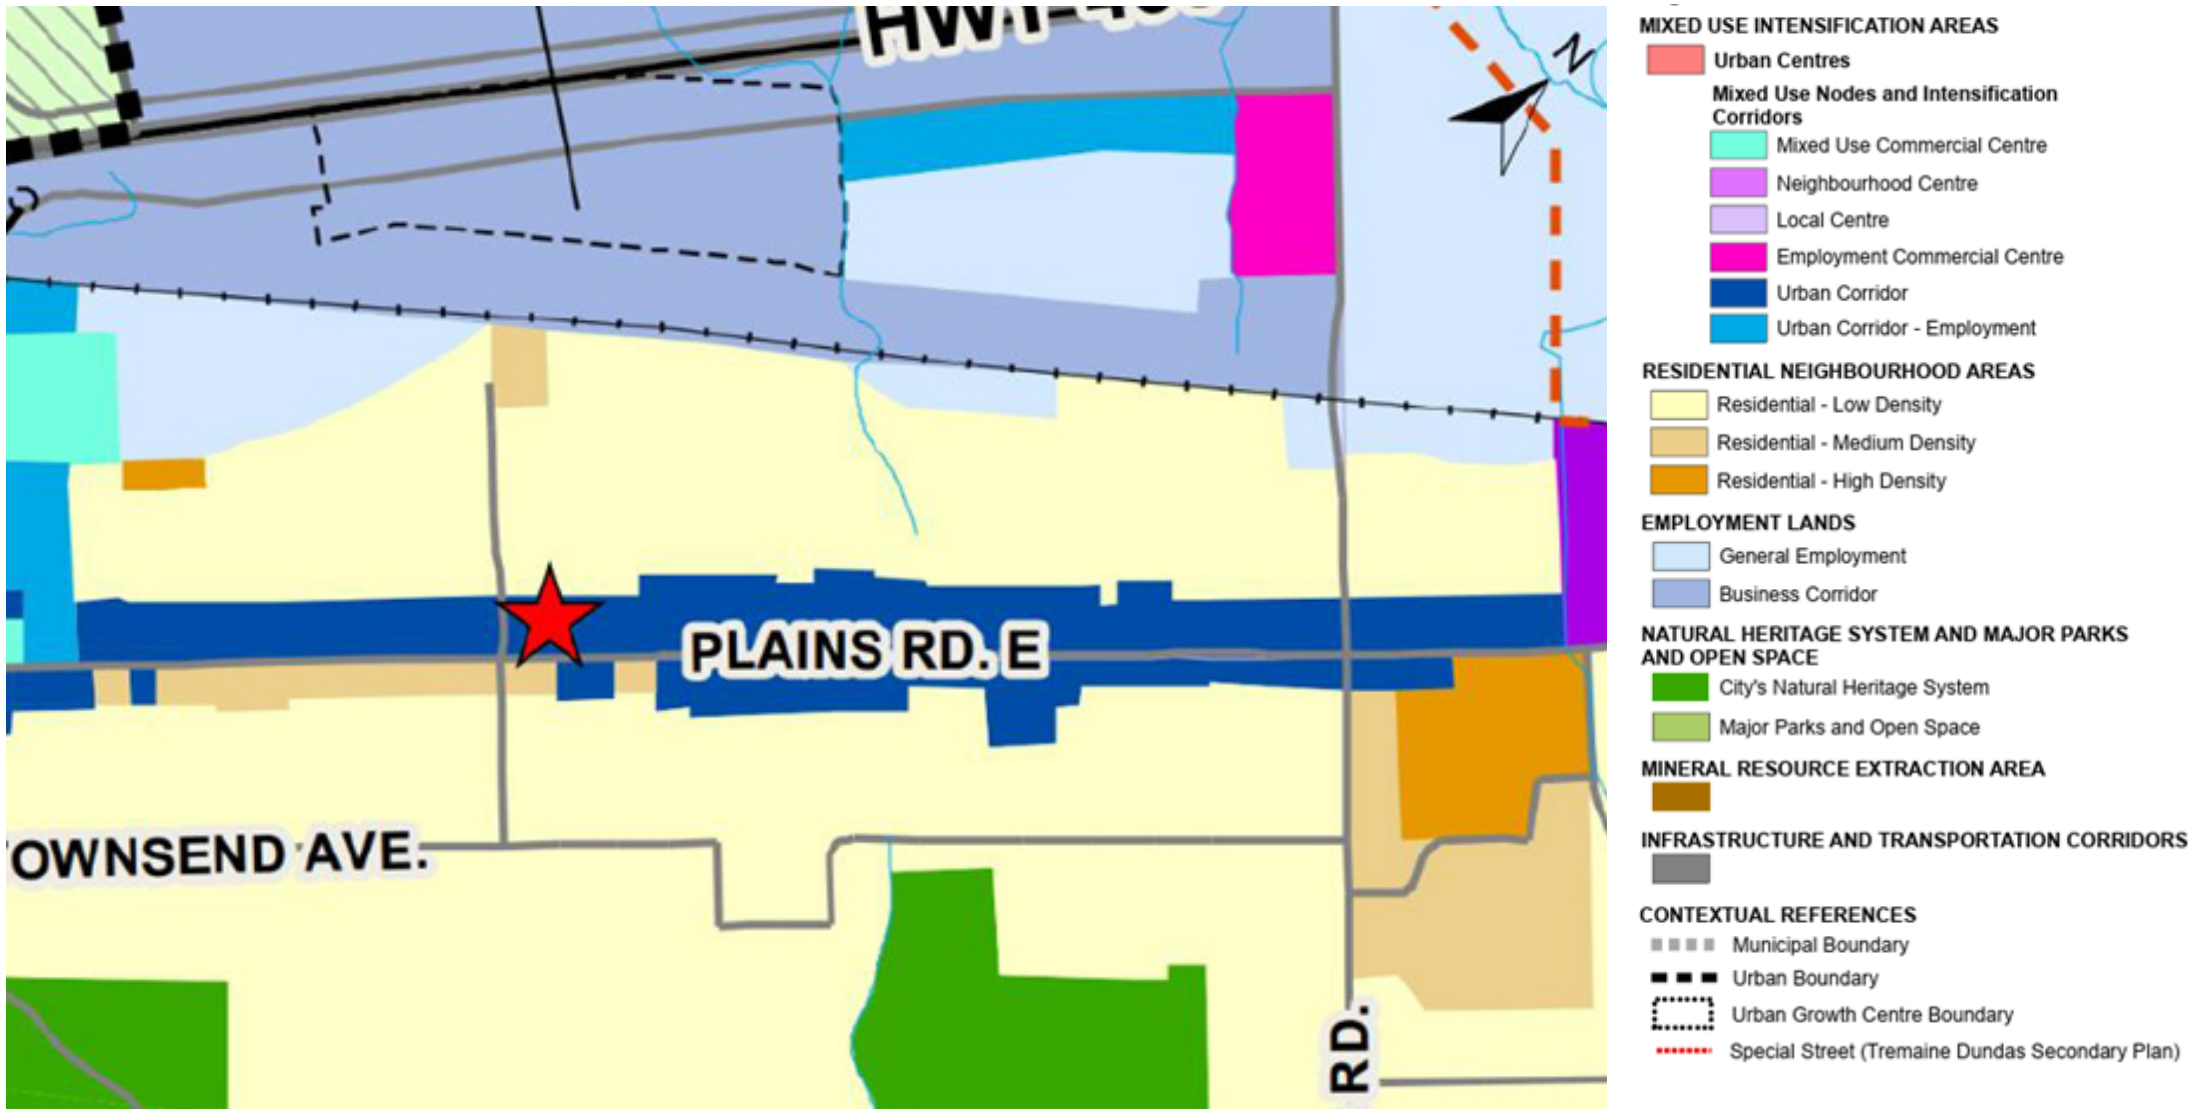 HWY
PLAINS RD. E
OWNSEND AVE.
RD.
N
MIXED USE INTENSIFICATION AREAS
Urban Centres
Mixed Use Nodes and Intensification
Corridors
Mixed Use Commercial Centre
Neighbourhood Centre
Local Centre
Employment Commercial Centre
Urban Corridor
Urban Corridor - Employment
RESIDENTIAL NEIGHBOURHOOD AREAS
Residential - Low Density
Residential - Medium Density
Residential - High Density
EMPLOYMENT LANDS
General Employment
Business Corridor
NATURAL HERITAGE SYSTEM AND MAJOR PARKS
AND OPEN SPACE
City's Natural Heritage System
Major Parks and Open Space
MINERAL RESOURCE EXTRACTION AREA
INFRASTRUCTURE AND TRANSPORTATION CORRIDORS
CONTEXTUAL REFERENCES
Municipal Boundary
Urban Boundary
Urban Growth Centre Boundary
Special Street (Tremaine Dundas Secondary Plan)